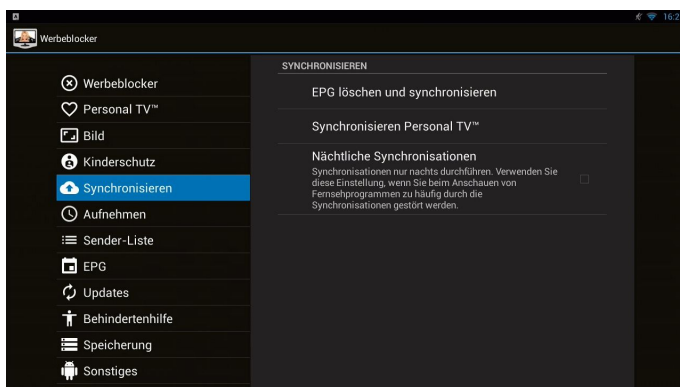 A
16:2
Werbeblocker
Werbeblocker
Personal TV™
Bild
Kinderschutz
Synchronisieren
Aufnehmen
Sender-Liste
EPG
Updates
Behindertenhilfe
Speicherung
Sonstiges
SYNCHRONISIEREN
EPG löschen und synchronisieren
Synchronisieren Personal TV™
Nächtliche Synchronisationen
Synchronisationen nur nachts durchführen. Verwenden Sie
diese Einstellung, wenn Sie beim Anschauen von
Fernsehprogrammen zu häufig durch die
Synchronisationen gestört werden.